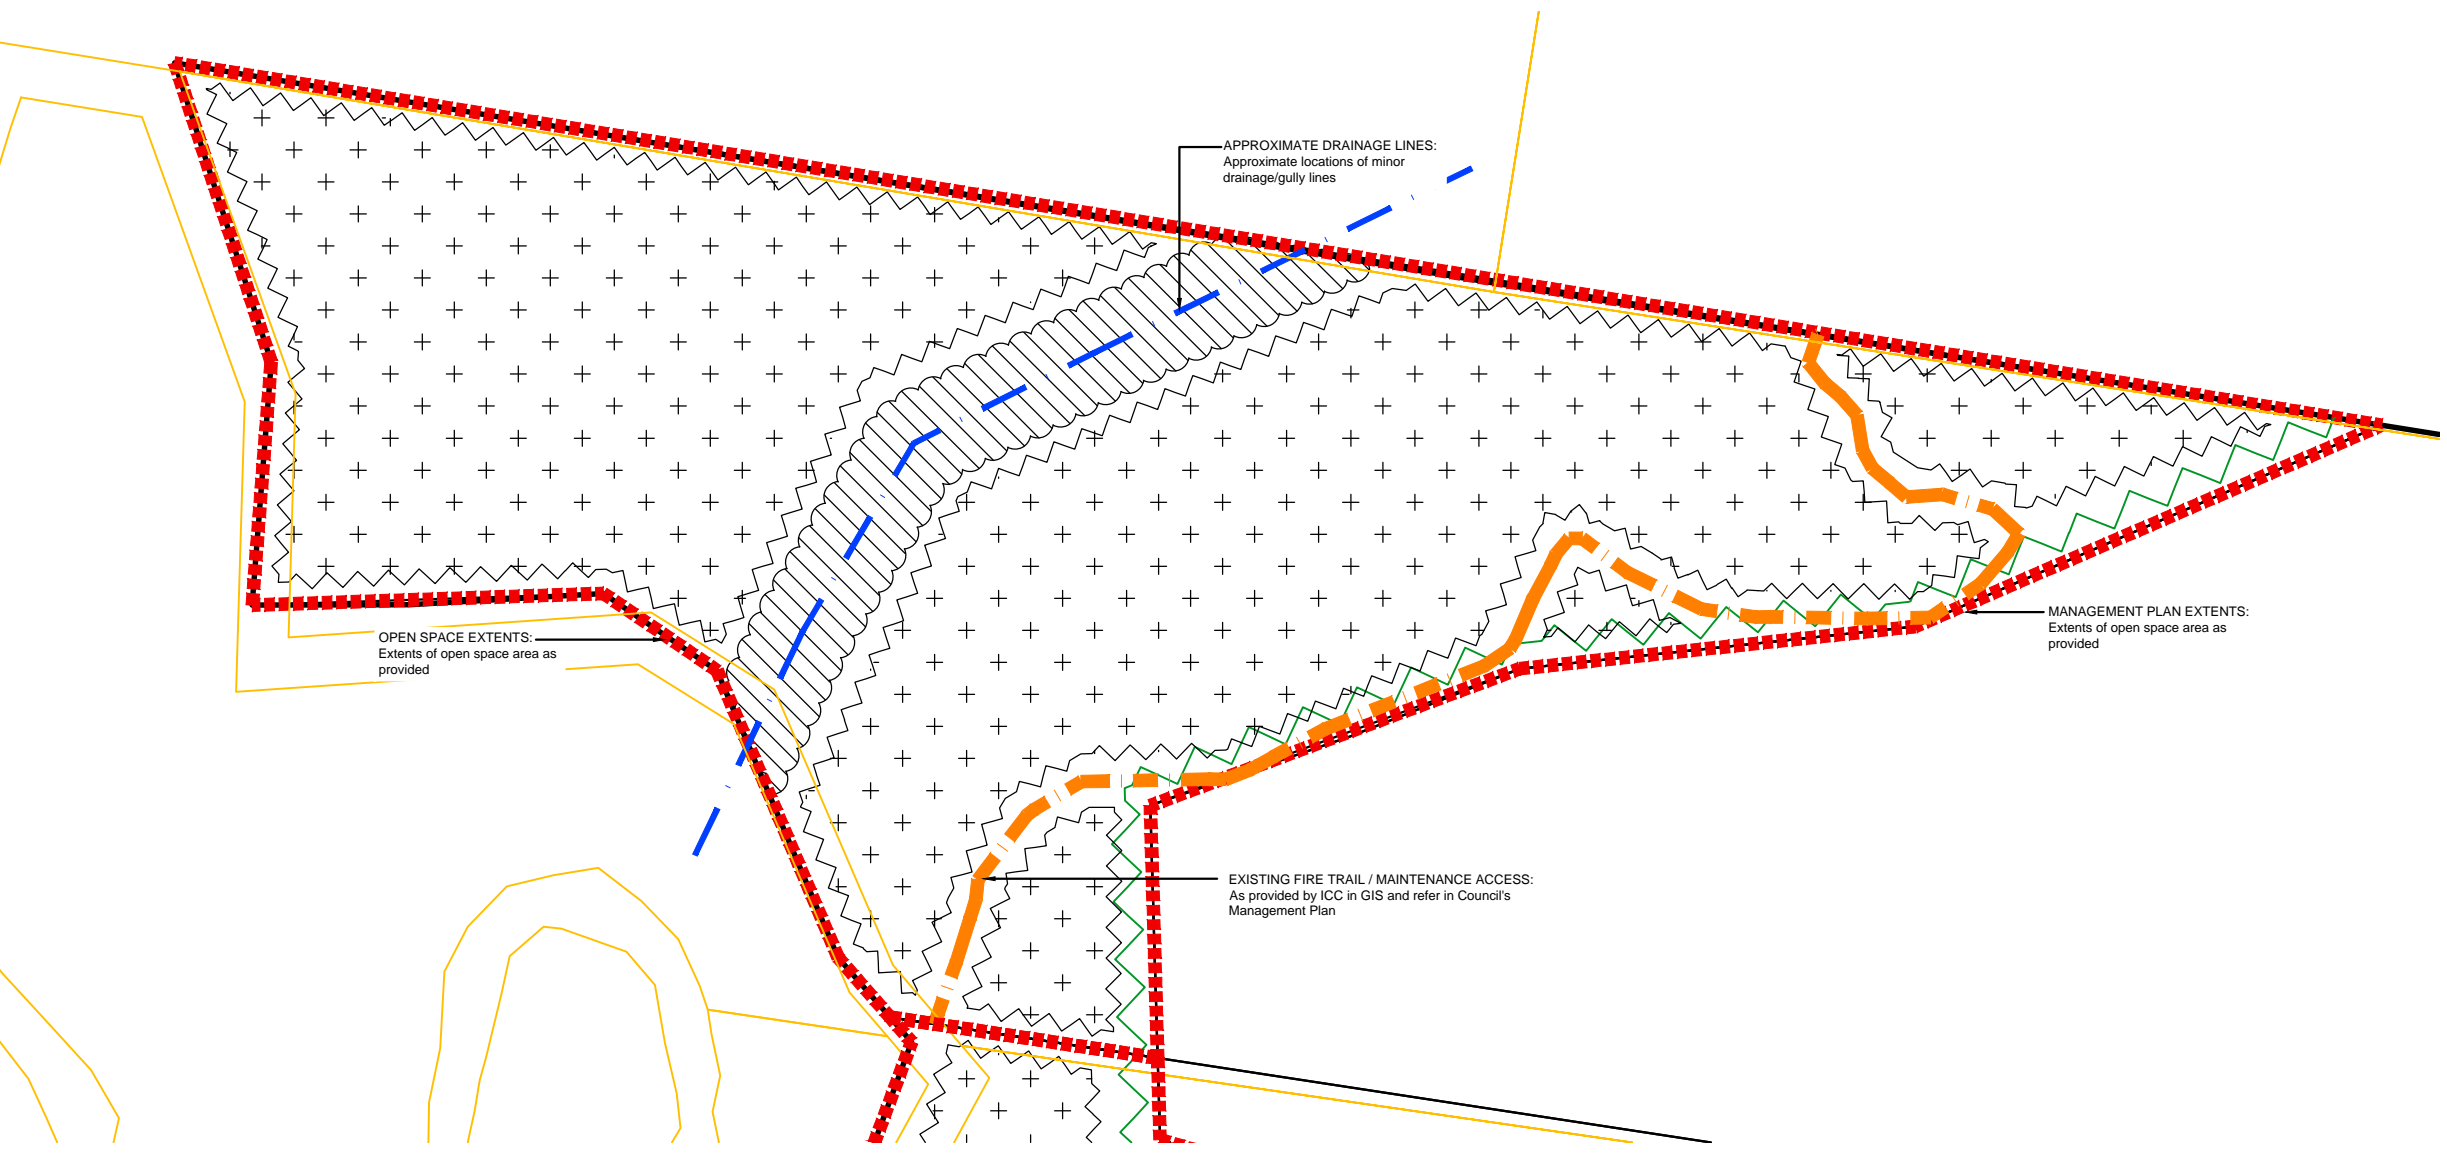 APPROXIMATE DRAINAGE LINES:
Approximate locations of minor
drainage/gully lines
OPEN SPACE EXTENTS:
Extents of open space area as
provided
MANAGEMENT PLAN EXTENTS:
Extents of open space area as
provided
EXISTING FIRE TRAIL / MAINTENANCE ACCESS:
As provided by ICC in GIS and refer in Council's
Management Plan